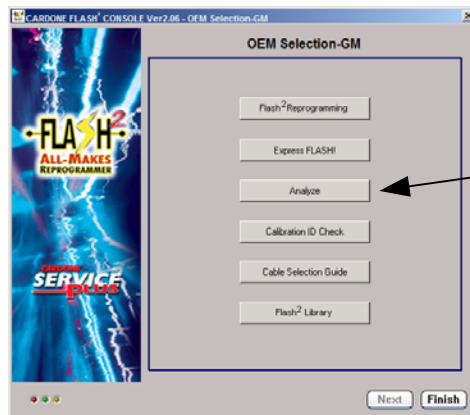 CARDONE FLASH² CONSOLE Ver2.06 - OEM Selection-GM
OEM Selection-GM
Flash2 Reprogramming
Express FLASH!
Analyze
Calibration ID Check
Cable Selection Guide
Flash2 Library
FLASH2
ALL-MAKES
REPROGRAMMER
CARDONE
SERVICE
plus
Next
Finish